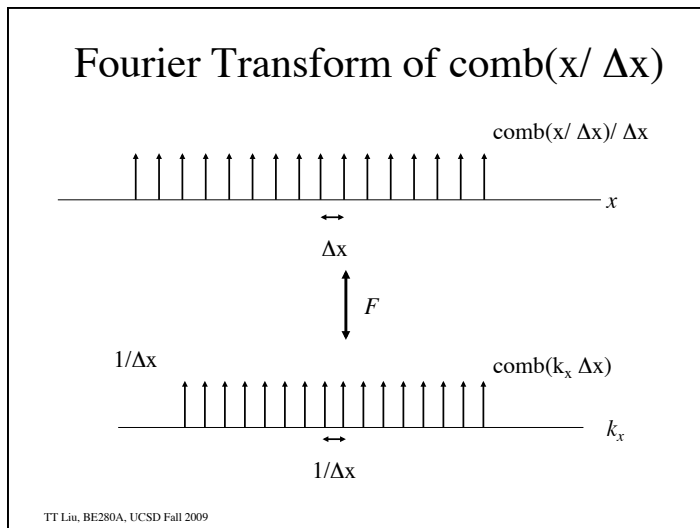 Fourier Transform of comb(x/ Δx)
comb(x/ Δx)/ Δx
x
Δx
F
1/Δx
comb(kx Δx)
kx
1/Δx
TT Liu, BE280A, UCSD Fall 2009